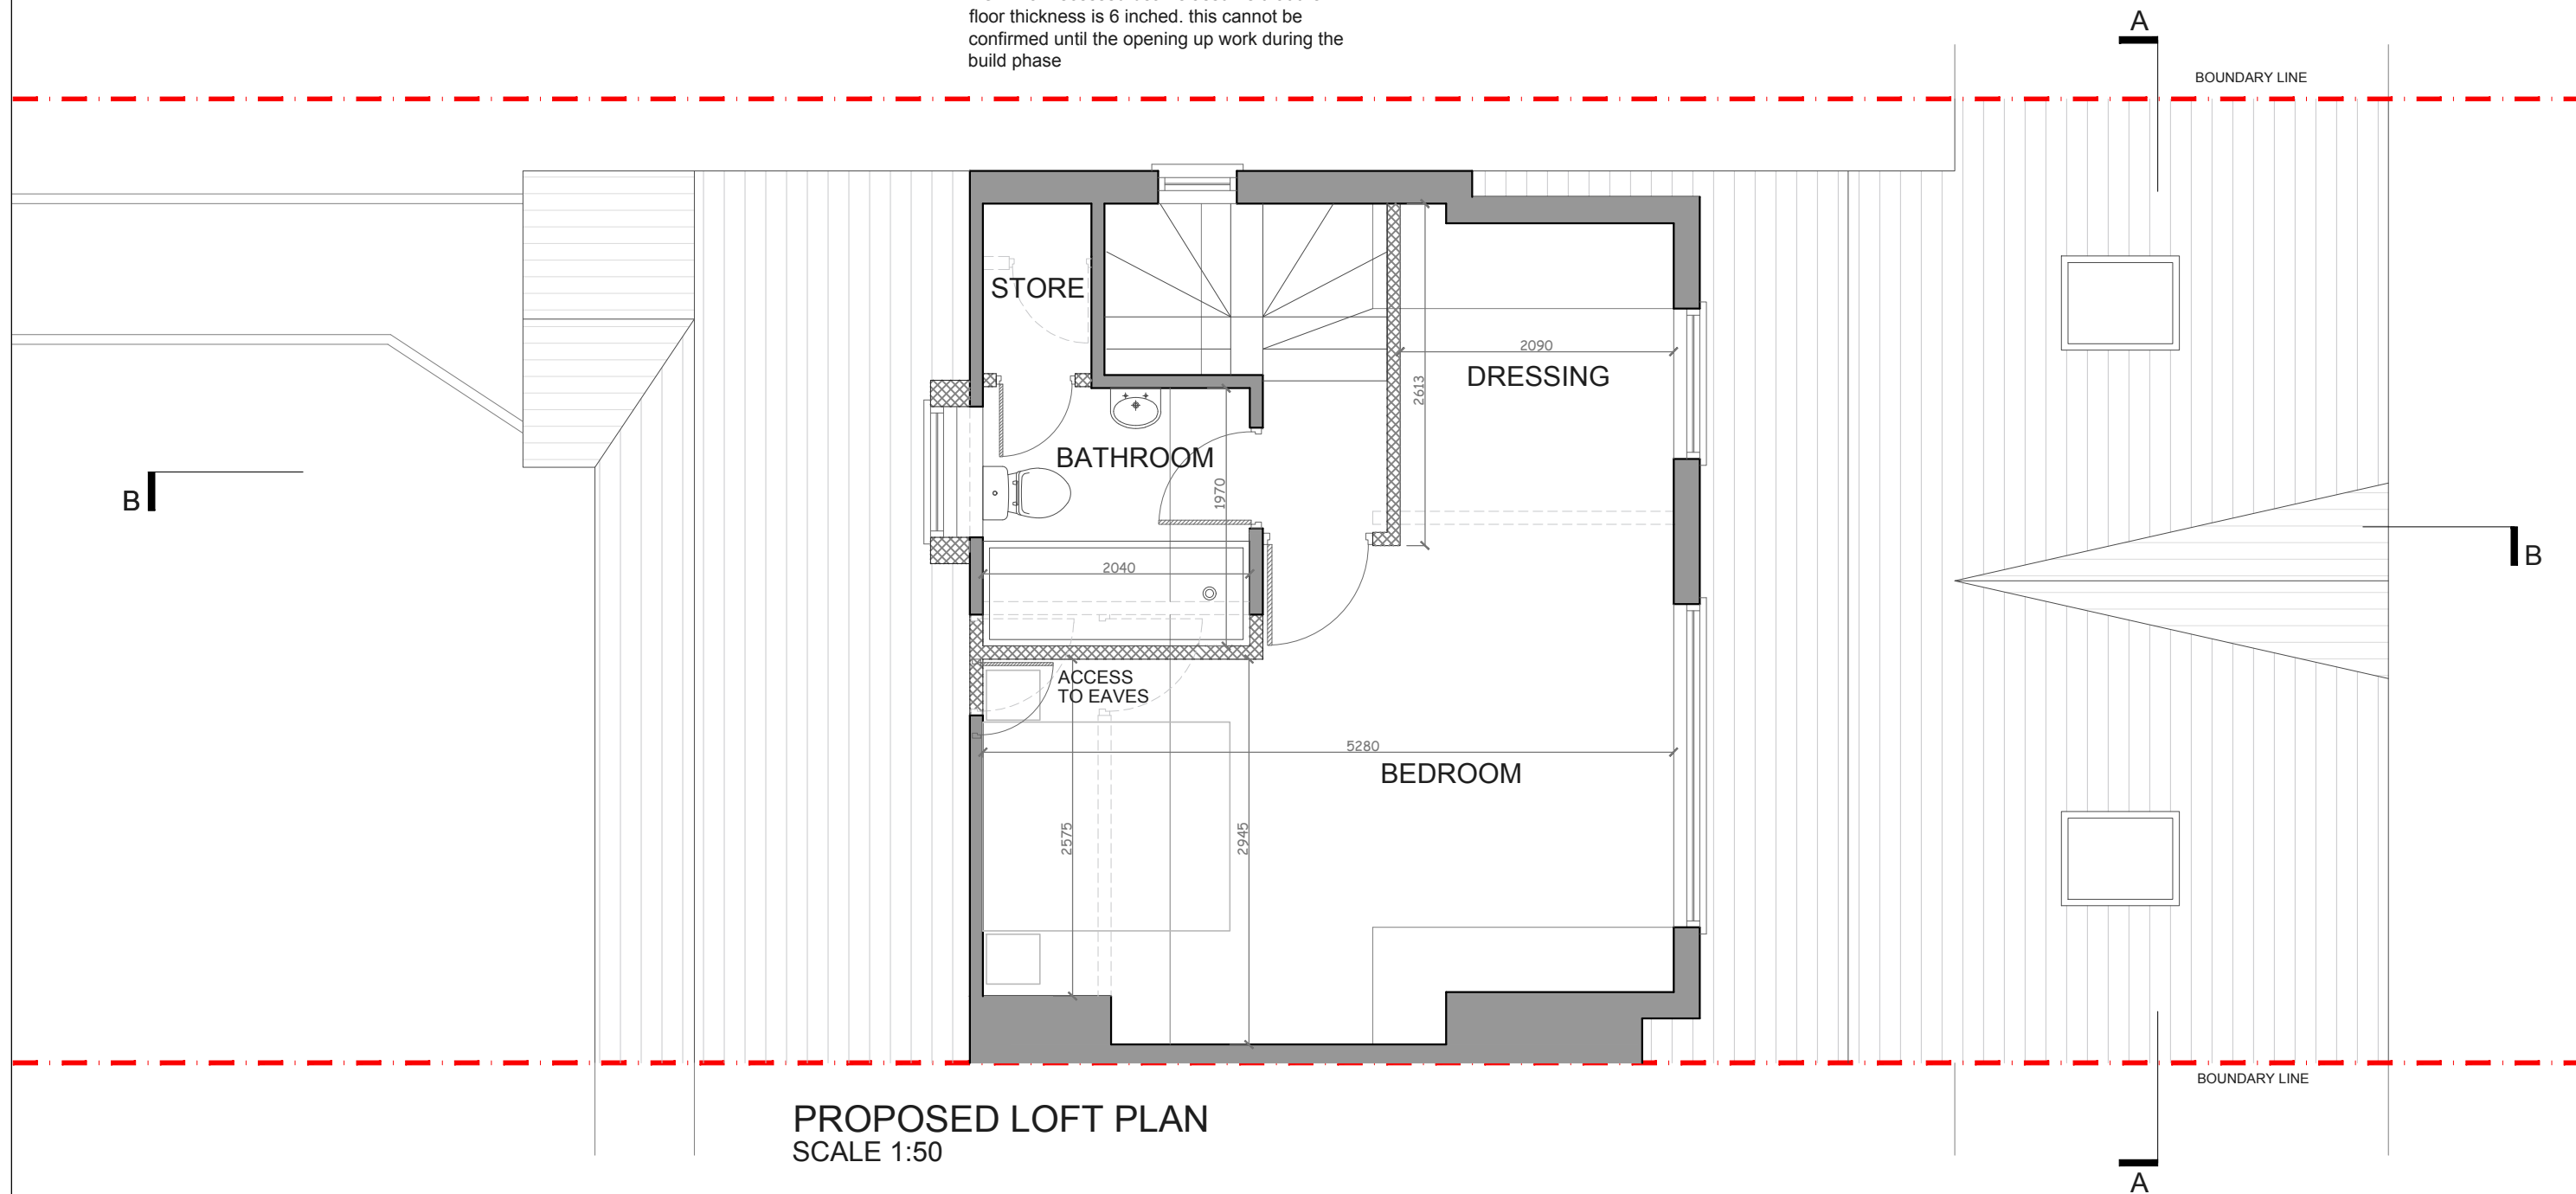 floor thickness is 6 inched. this cannot be
confirmed until the opening up work during the
build phase
A
BOUNDARY LINE
STORE
2090
DRESSING
2613
BATHROOM
1970
B
B
2040
ACCESS
TO EAVES
5280
BEDROOM
2575
2945
BOUNDARY LINE
PROPOSED LOFT PLAN
SCALE 1:50
A